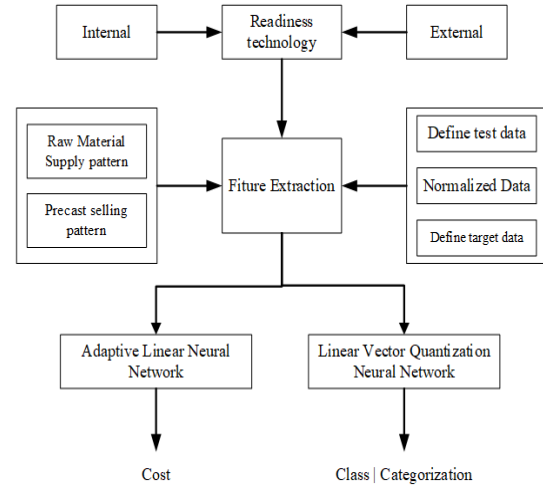 Internal
Readiness
technology
External
Raw Material
Supply pattern
Precast selling
pattern
Fiture Extraction
Define test data
Normalized Data
Define target data
Adaptive Linear Neural
Network
Linear Vector Quantization
Neural Network
Cost
Class | Categorization